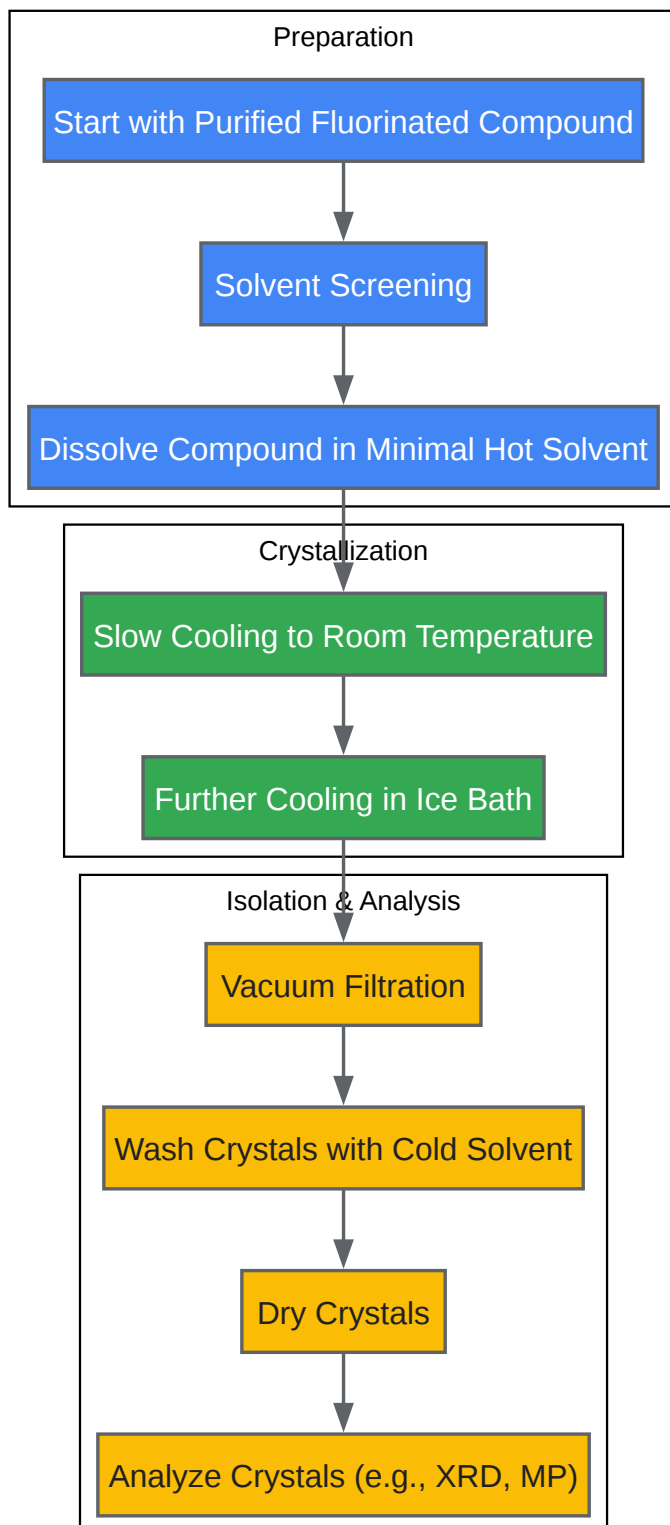 Preparation
Start with Purified Fluorinated Compound
Solvent Screening
Dissolve Compound in Minimal Hot Solvent
Crystallization
Slow Cooling to Room Temperature
Further Cooling in Ice Bath
Isolation & Analysis
Vacuum Filtration
Wash Crystals with Cold Solvent
Dry Crystals
Analyze Crystals (e.g., XRD, MP)